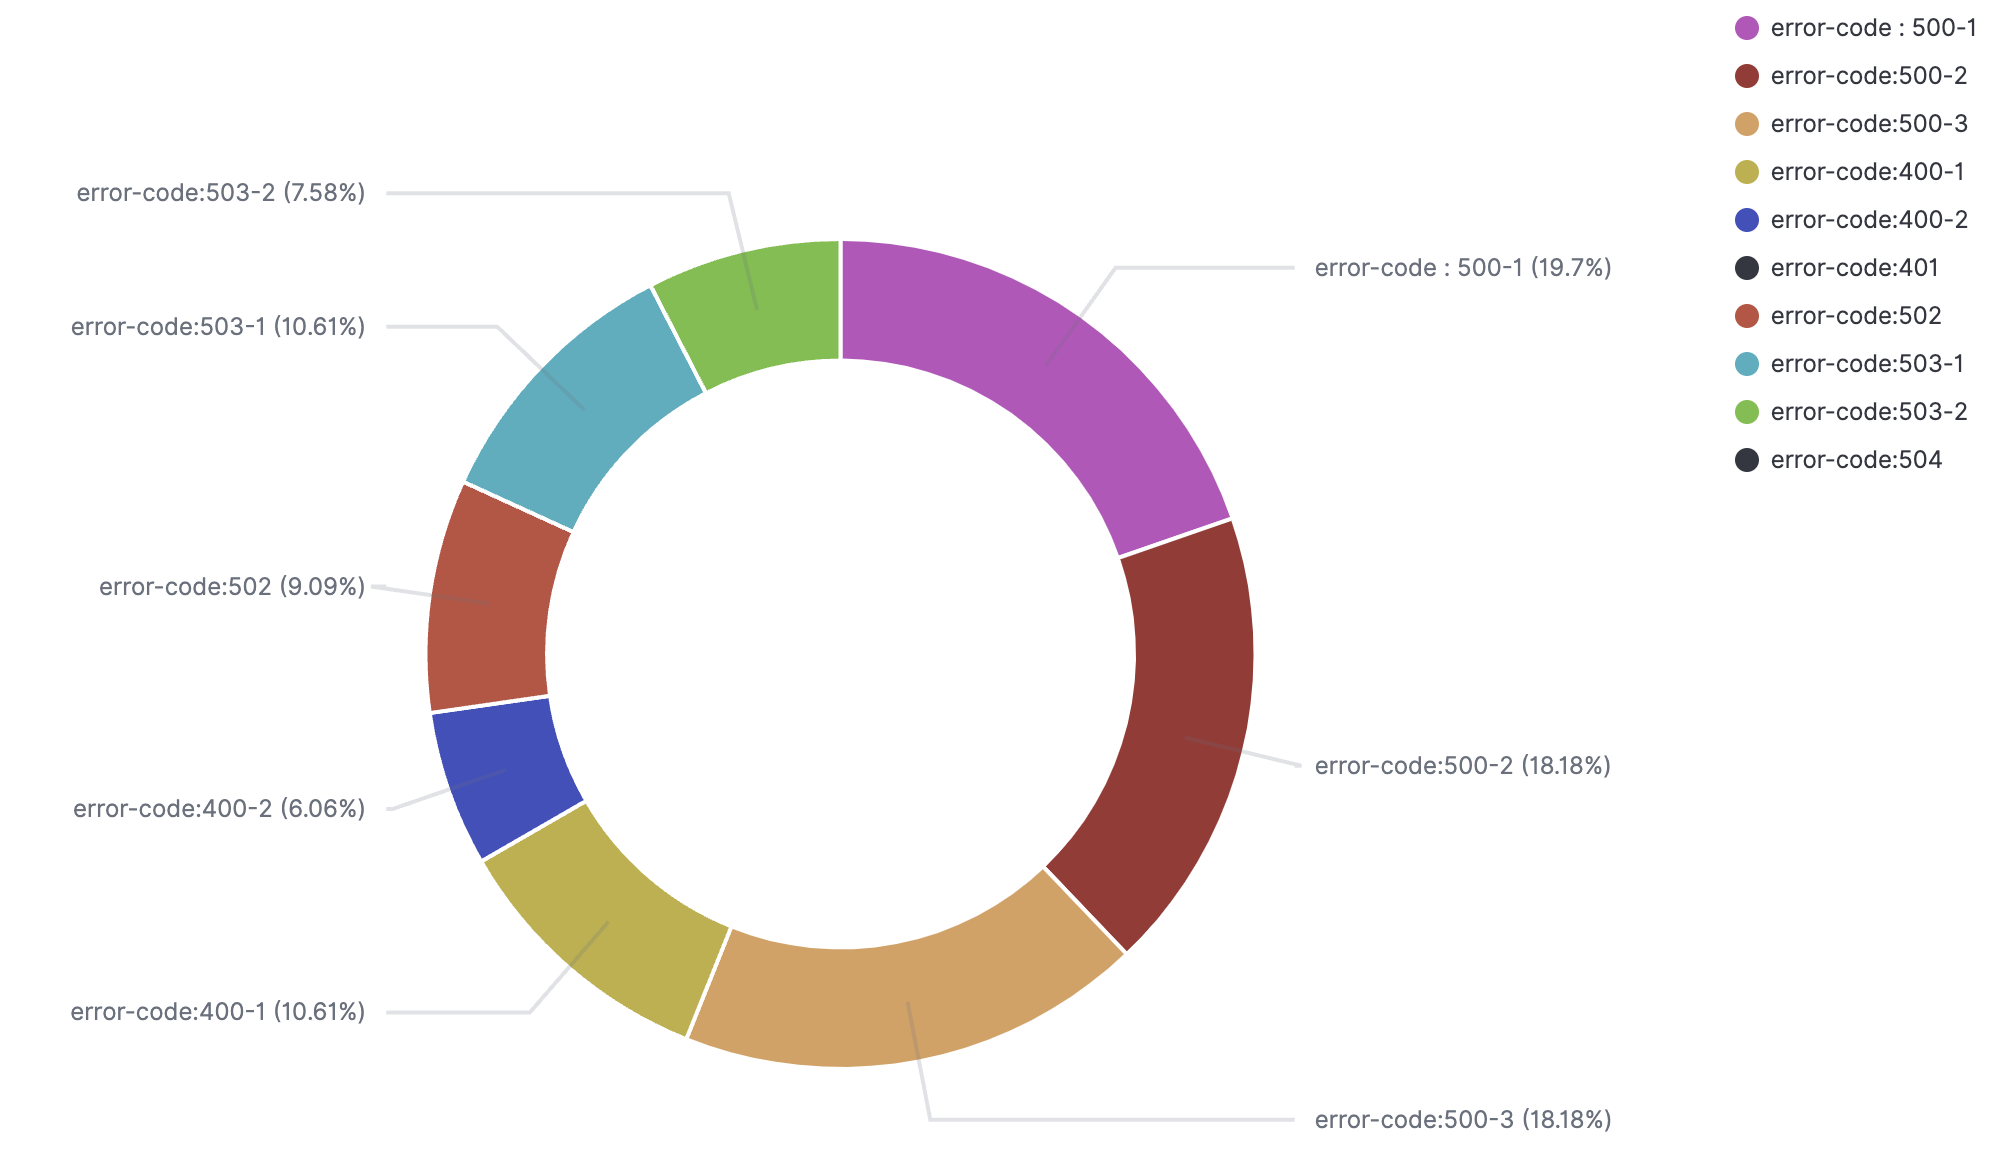 error-code : 500-1
error-code:500-2
error-code:500-3
error-code:400-1
error-code:400-2
error-code:401
error-code:502
error-code:503-1
error-code:503-2
error-code:504
error-code:503-2 (7.58%)
error-code : 500-1 (19.7%)
error-code:503-1 (10.61%)
error-code:502 (9.09%)
error-code:500-2 (18.18%)
error-code:400-2 (6.06%)
error-code:400-1 (10.61%)
error-code:500-3 (18.18%)